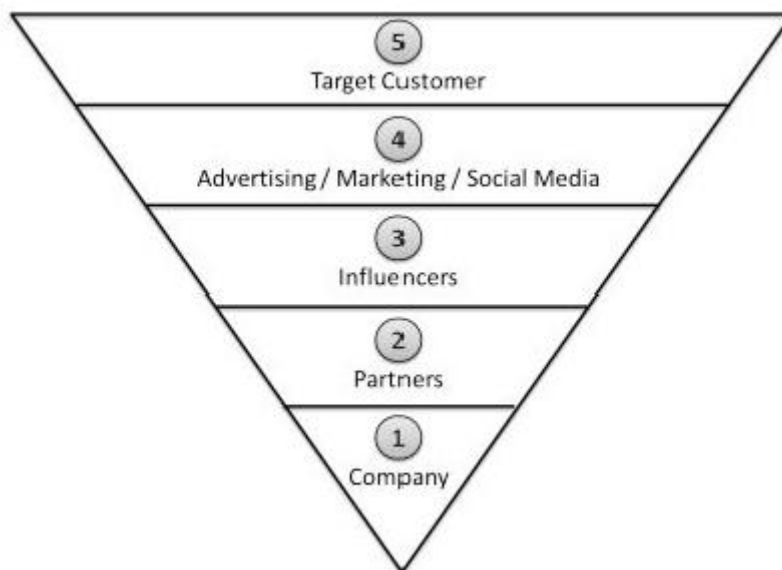 5
Target Customer
4
Advertising / Marketing / Social Media
3
Influencers
2
Partners
1
Company